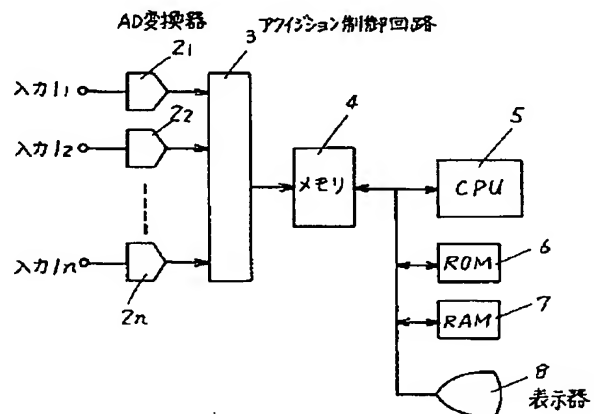 AD変換器
3 アクイジション制御回路
入力1₁
2₁
入力1₂
2₂
入力1n
2n
4
メモリ
5
CPU
6
ROM
7
RAM
8
表示器